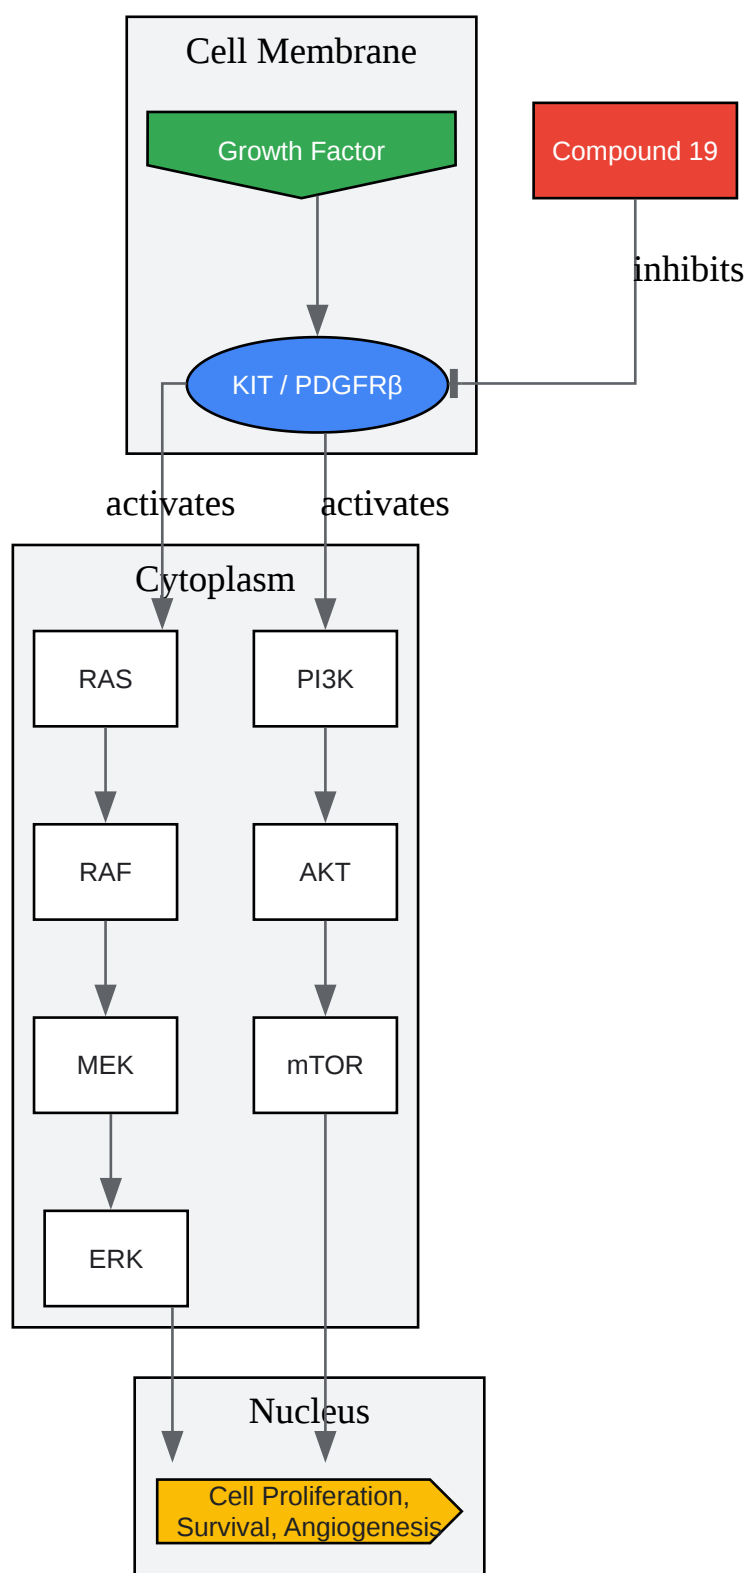 Cell Membrane
Growth Factor
Compound 19
inhibits
KIT / PDGFRβ
activates
activates
Cytoplasm
RAS
PI3K
RAF
AKT
MEK
mTOR
ERK
Nucleus
Cell Proliferation,
Survival, Angiogenesis